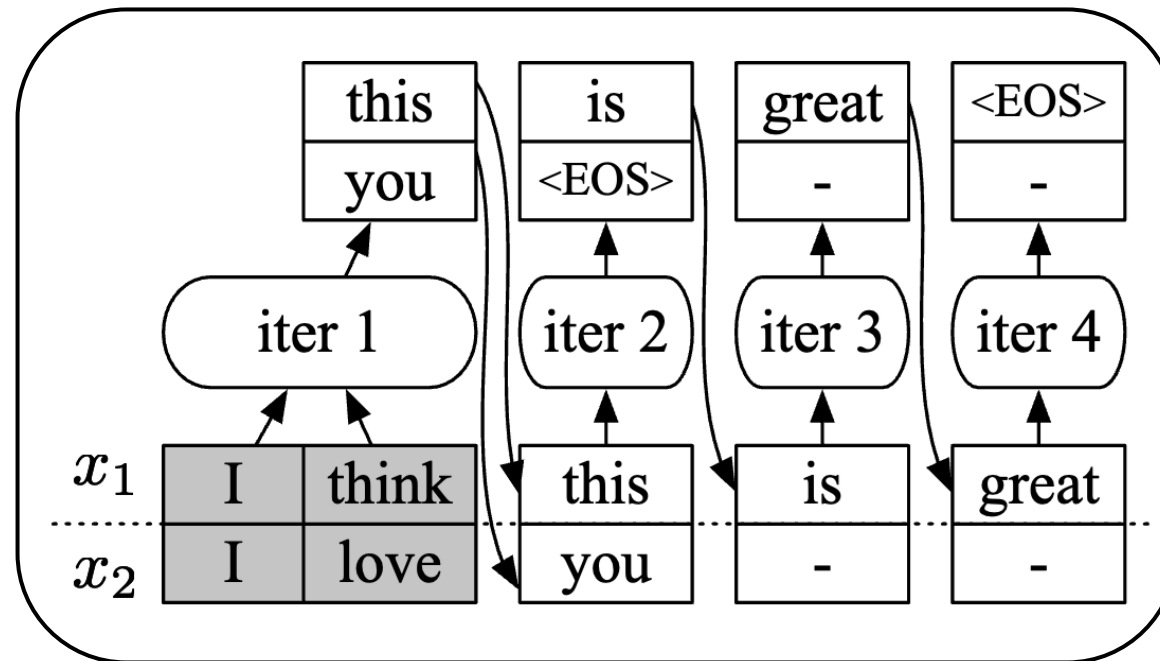 this is great <EOS>
you <EOS> - -
iter 1 iter 2 iter 3 iter 4
x₁ I think this is great
x₂ I love you - -